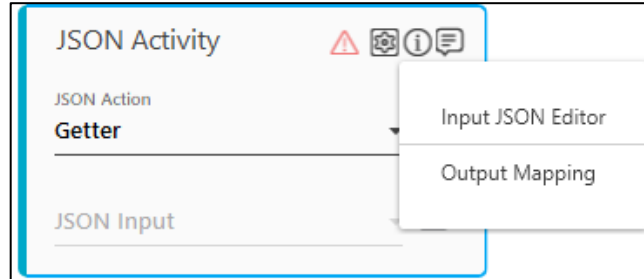 JSON Activity
JSON Action
Getter
Input JSON Editor
Output Mapping
JSON Input